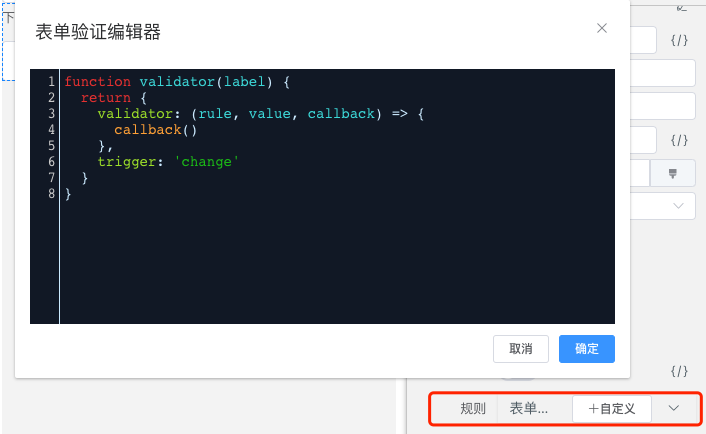 下
表单验证编辑器
{/}
1 function validator(label) {
2   return {
3     validator: (rule, value, callback) => {
4       callback()
5     },
6     trigger: 'change'
7   }
8 }
{/}
取消 确定
{/}
规则 表单... +自定义